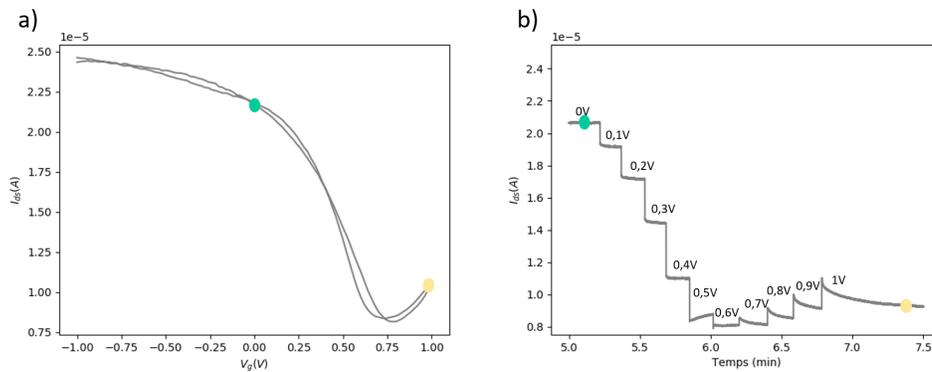 a)
1e−5
2.50
2.25
2.00
1.75
1.50
1.25
1.00
0.75
I_ds(A)
−1.00 −0.75 −0.50 −0.25 0.00 0.25 0.50 0.75 1.00
V_g(V)
b)
1e−5
2.4
2.2
2.0
1.8
1.6
1.4
1.2
1.0
0.8
I_ds(A)
0V
0,1V
0,2V
0,3V
0,4V
0,5V
0,6V
0,7V
0,8V
0,9V
1V
5.0 5.5 6.0 6.5 7.0 7.5
Temps (min)